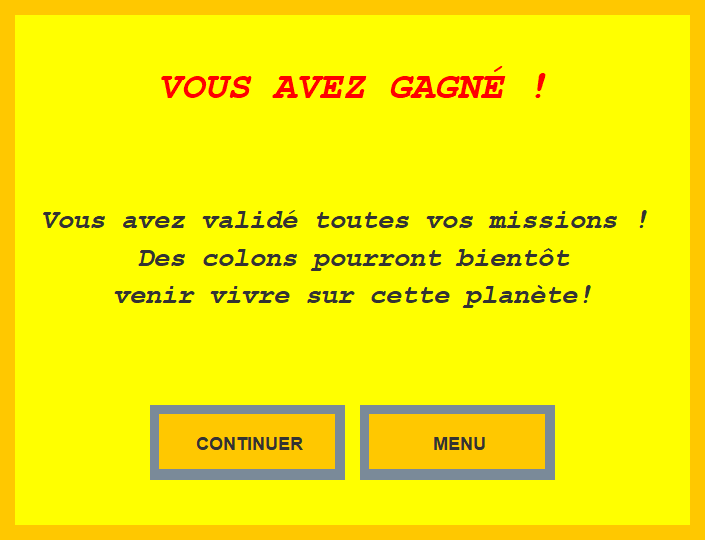 VOUS AVEZ GAGNÉ !
Vous avez validé toutes vos missions !
Des colons pourront bientôt
venir vivre sur cette planète!
CONTINUER
MENU